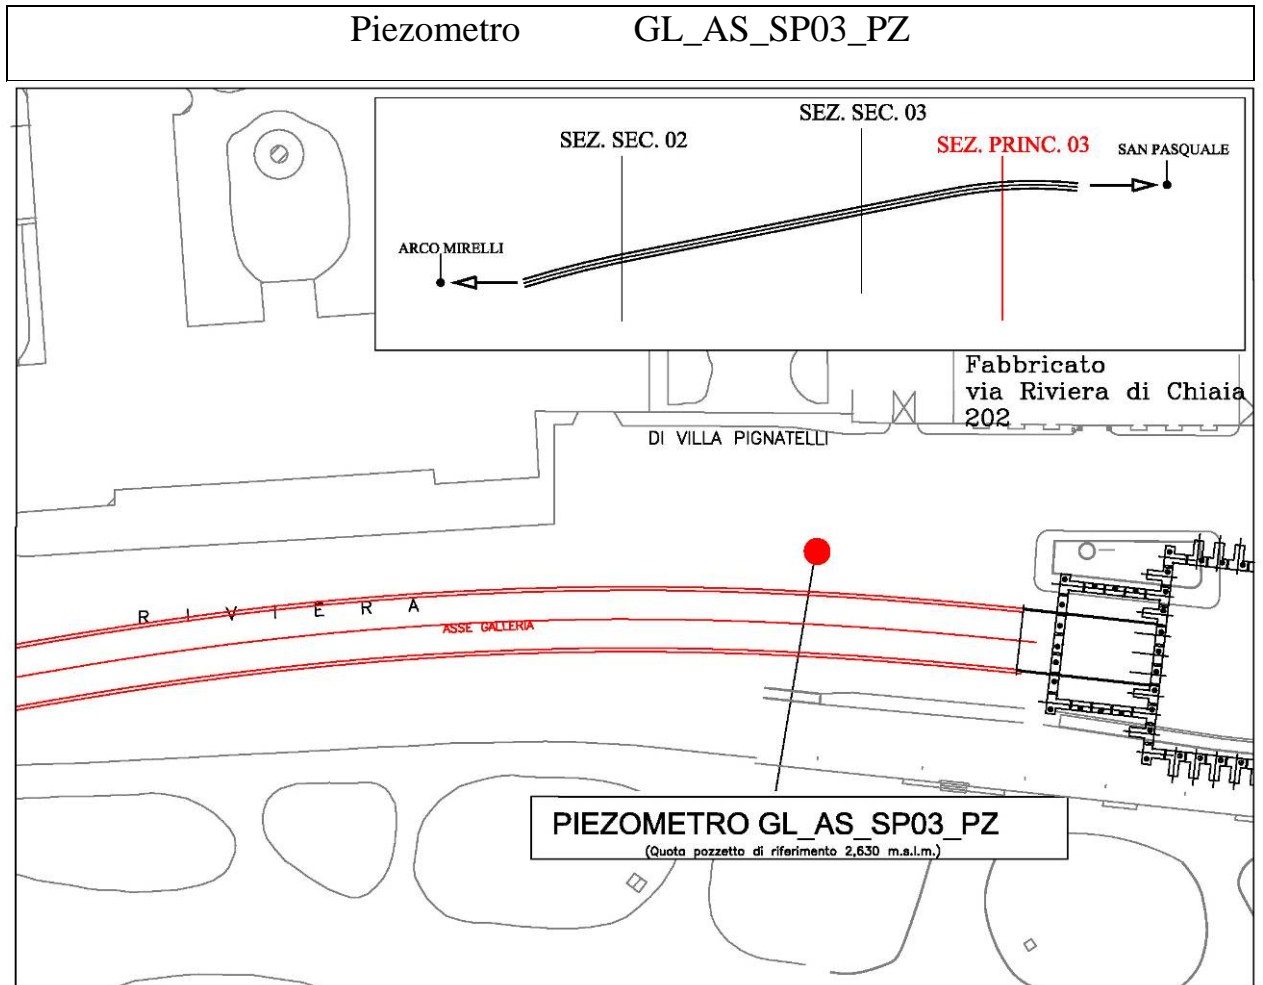 Piezometro GL_AS_SP03_PZ
SEZ. SEC. 03
SEZ. SEC. 02
SEZ. PRINC. 03
SAN PASQUALE
ARCO MIRELLI
Fabbricato
via Riviera di Chiaia
202
DI VILLA PIGNATELLI
RIVIERA
ASSE GALLERIA
PIEZOMETRO GL_AS_SP03_PZ
(Quota pozzetto di riferimento 2,630 m.s.l.m.)